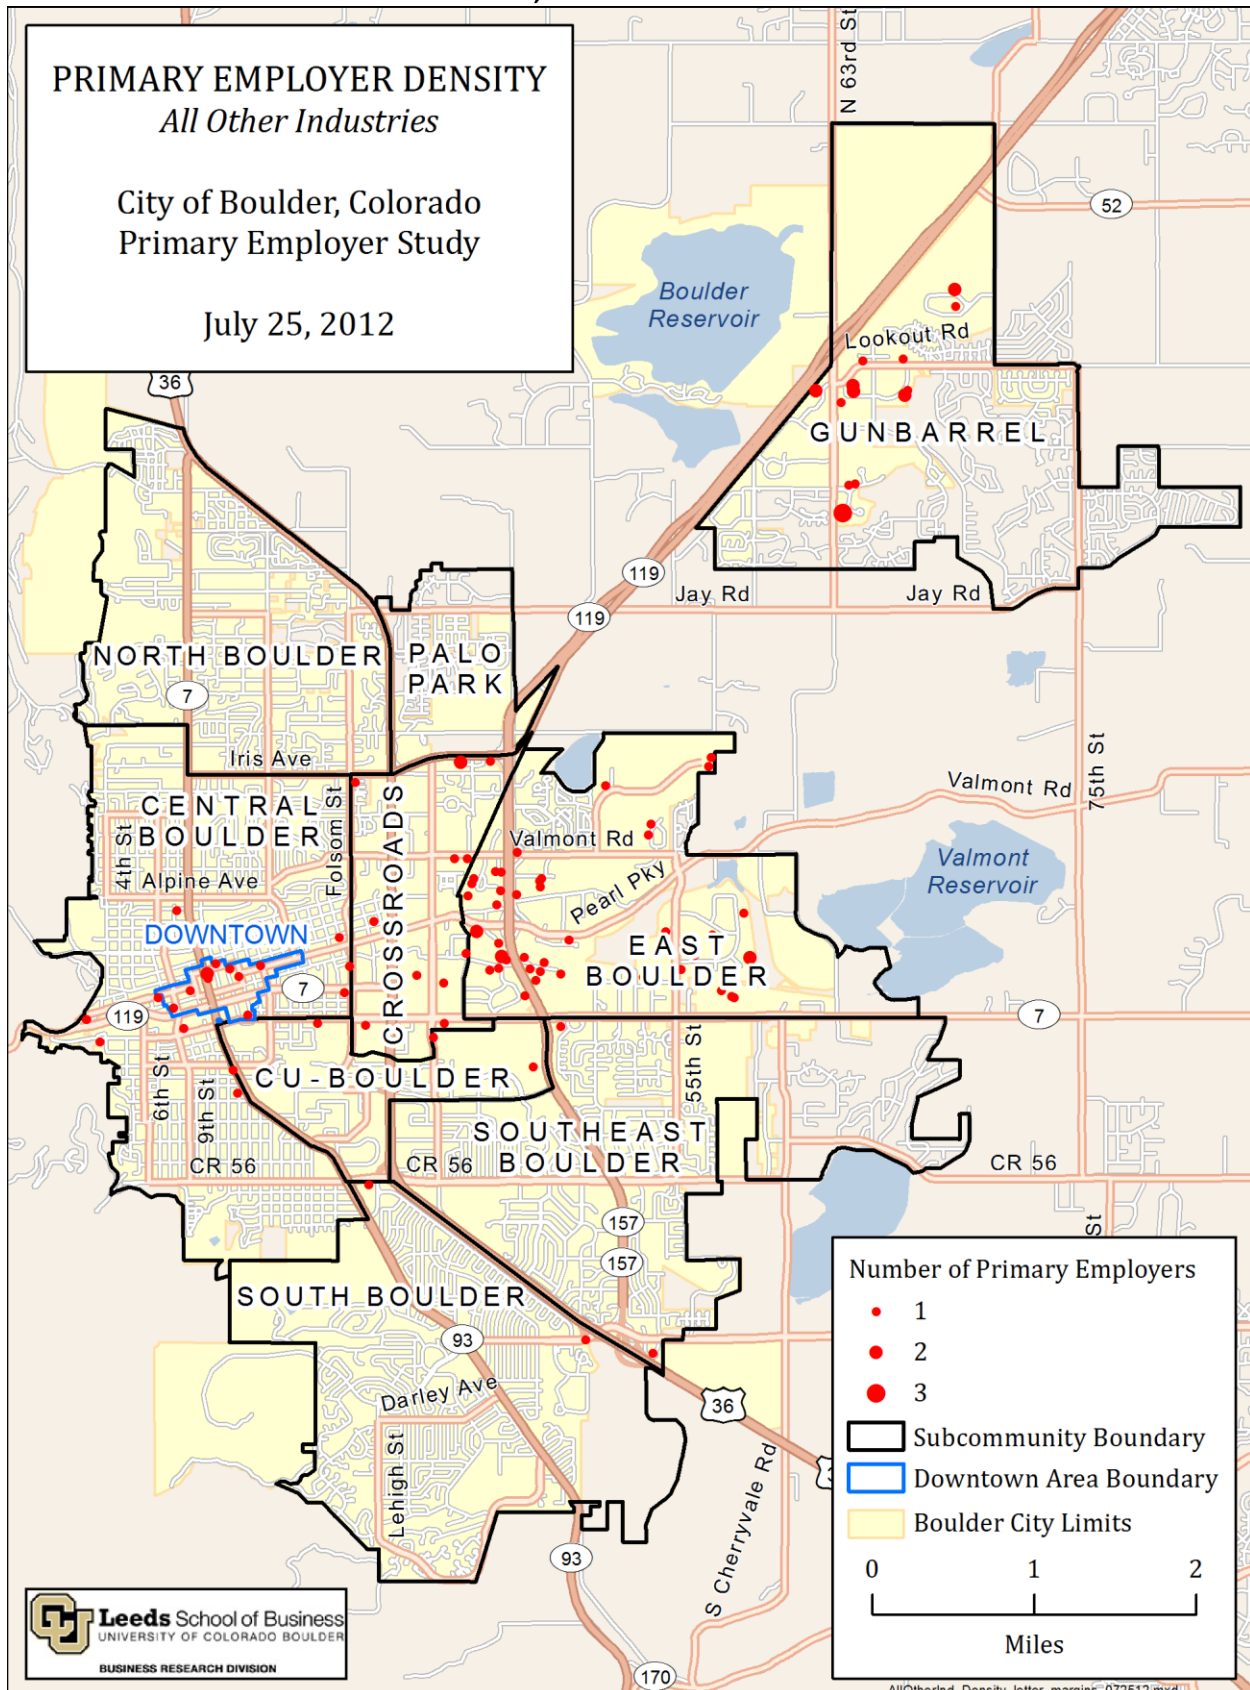 PRIMARY EMPLOYER DENSITY
All Other Industries
City of Boulder, Colorado
Primary Employer Study
July 25, 2012
N 63rd St
52
Boulder
Reservoir
Lookout Rd
36
GUNBARREL
119
Jay Rd
Jay Rd
119
NORTH BOULDER
PALO
PARK
7
Iris Ave
75th St
Valmont Rd
CENTRAL
BOULDER
4th St
Folsom St
CROSSROADS
Valmont Rd
Alpine Ave
Pearl Pky
Valmont
Reservoir
DOWNTOWN
EAST
BOULDER
7
119
7
6th St
9th St
CU-BOULDER
55th St
SOUTHEAST
BOULDER
CR 56
CR 56
CR 56
157
St
157
SOUTH BOULDER
93
Darley Ave
36
Lehigh St
S Cherryvale Rd
93
170
Number of Primary Employers
1
2
3
Subcommunity Boundary
Downtown Area Boundary
Boulder City Limits
0 1 2
Miles
CU
Leeds School of Business
UNIVERSITY OF COLORADO BOULDER
BUSINESS RESEARCH DIVISION